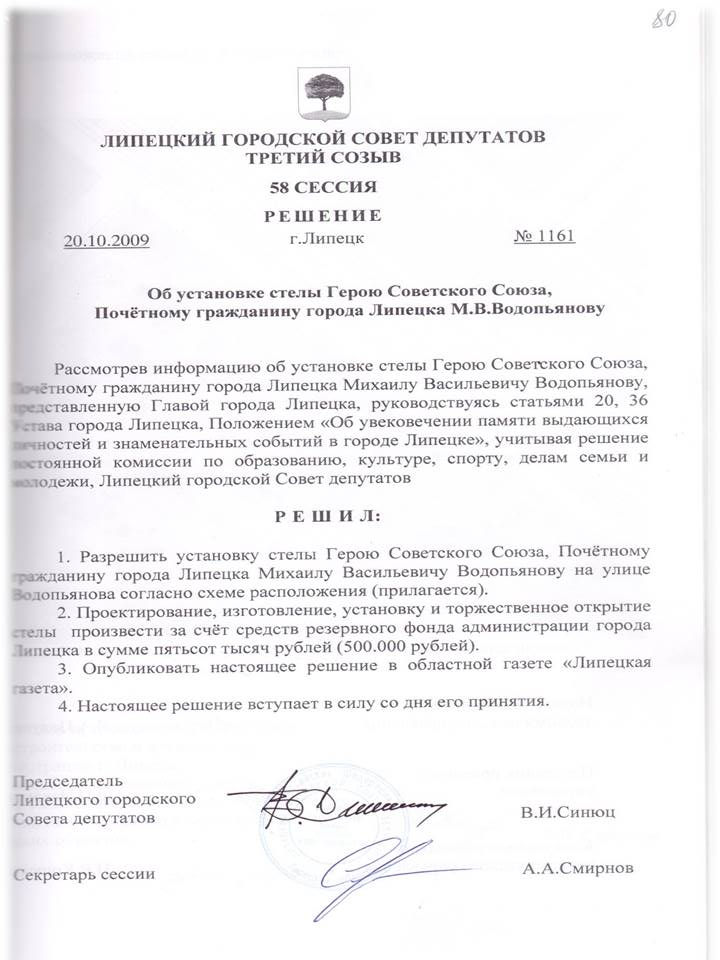 80
ЛИПЕЦКИЙ ГОРОДСКОЙ СОВЕТ ДЕПУТАТОВ
ТРЕТИЙ СОЗЫВ
58 СЕССИЯ
РЕШЕНИЕ
20.10.2009 г.Липецк № 1161
Об установке стелы Герою Советского Союза,
Почётному гражданину города Липецка М.В.Водопьянову
Рассмотрев информацию об установке стелы Герою Советского Союза,
Почётному гражданину города Липецка Михаилу Васильевичу Водопьянову,
представленную Главой города Липецка, руководствуясь статьями 20, 36
Устава города Липецка, Положением «Об увековечении памяти выдающихся
личностей и знаменательных событий в городе Липецке», учитывая решение
постоянной комиссии по образованию, культуре, спорту, делам семьи и
молодежи, Липецкий городской Совет депутатов
РЕШИЛ:
1. Разрешить установку стелы Герою Советского Союза, Почётному
гражданину города Липецка Михаилу Васильевичу Водопьянову на улице
Водопьянова согласно схеме расположения (прилагается).
2. Проектирование, изготовление, установку и торжественное открытие
стелы произвести за счёт средств резервного фонда администрации города
Липецка в сумме пятьсот тысяч рублей (500.000 рублей).
3. Опубликовать настоящее решение в областной газете «Липецкая
газета».
4. Настоящее решение вступает в силу со дня его принятия.
Председатель
Липецкого городского
Совета депутатов В.И.Синюц
Секретарь сессии А.А.Смирнов